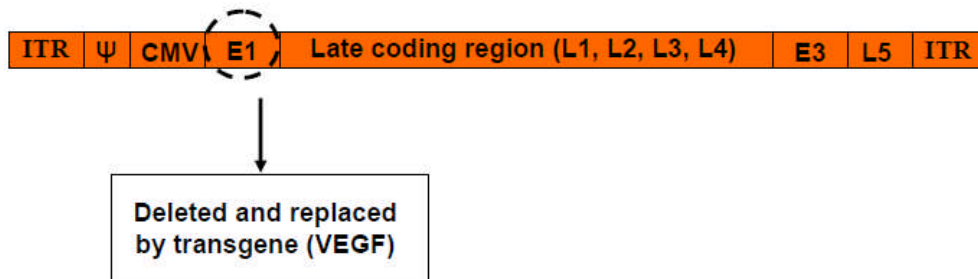 ITR Ψ CMV E1 Late coding region (L1, L2, L3, L4) E3 L5 ITR
Deleted and replaced
by transgene (VEGF)